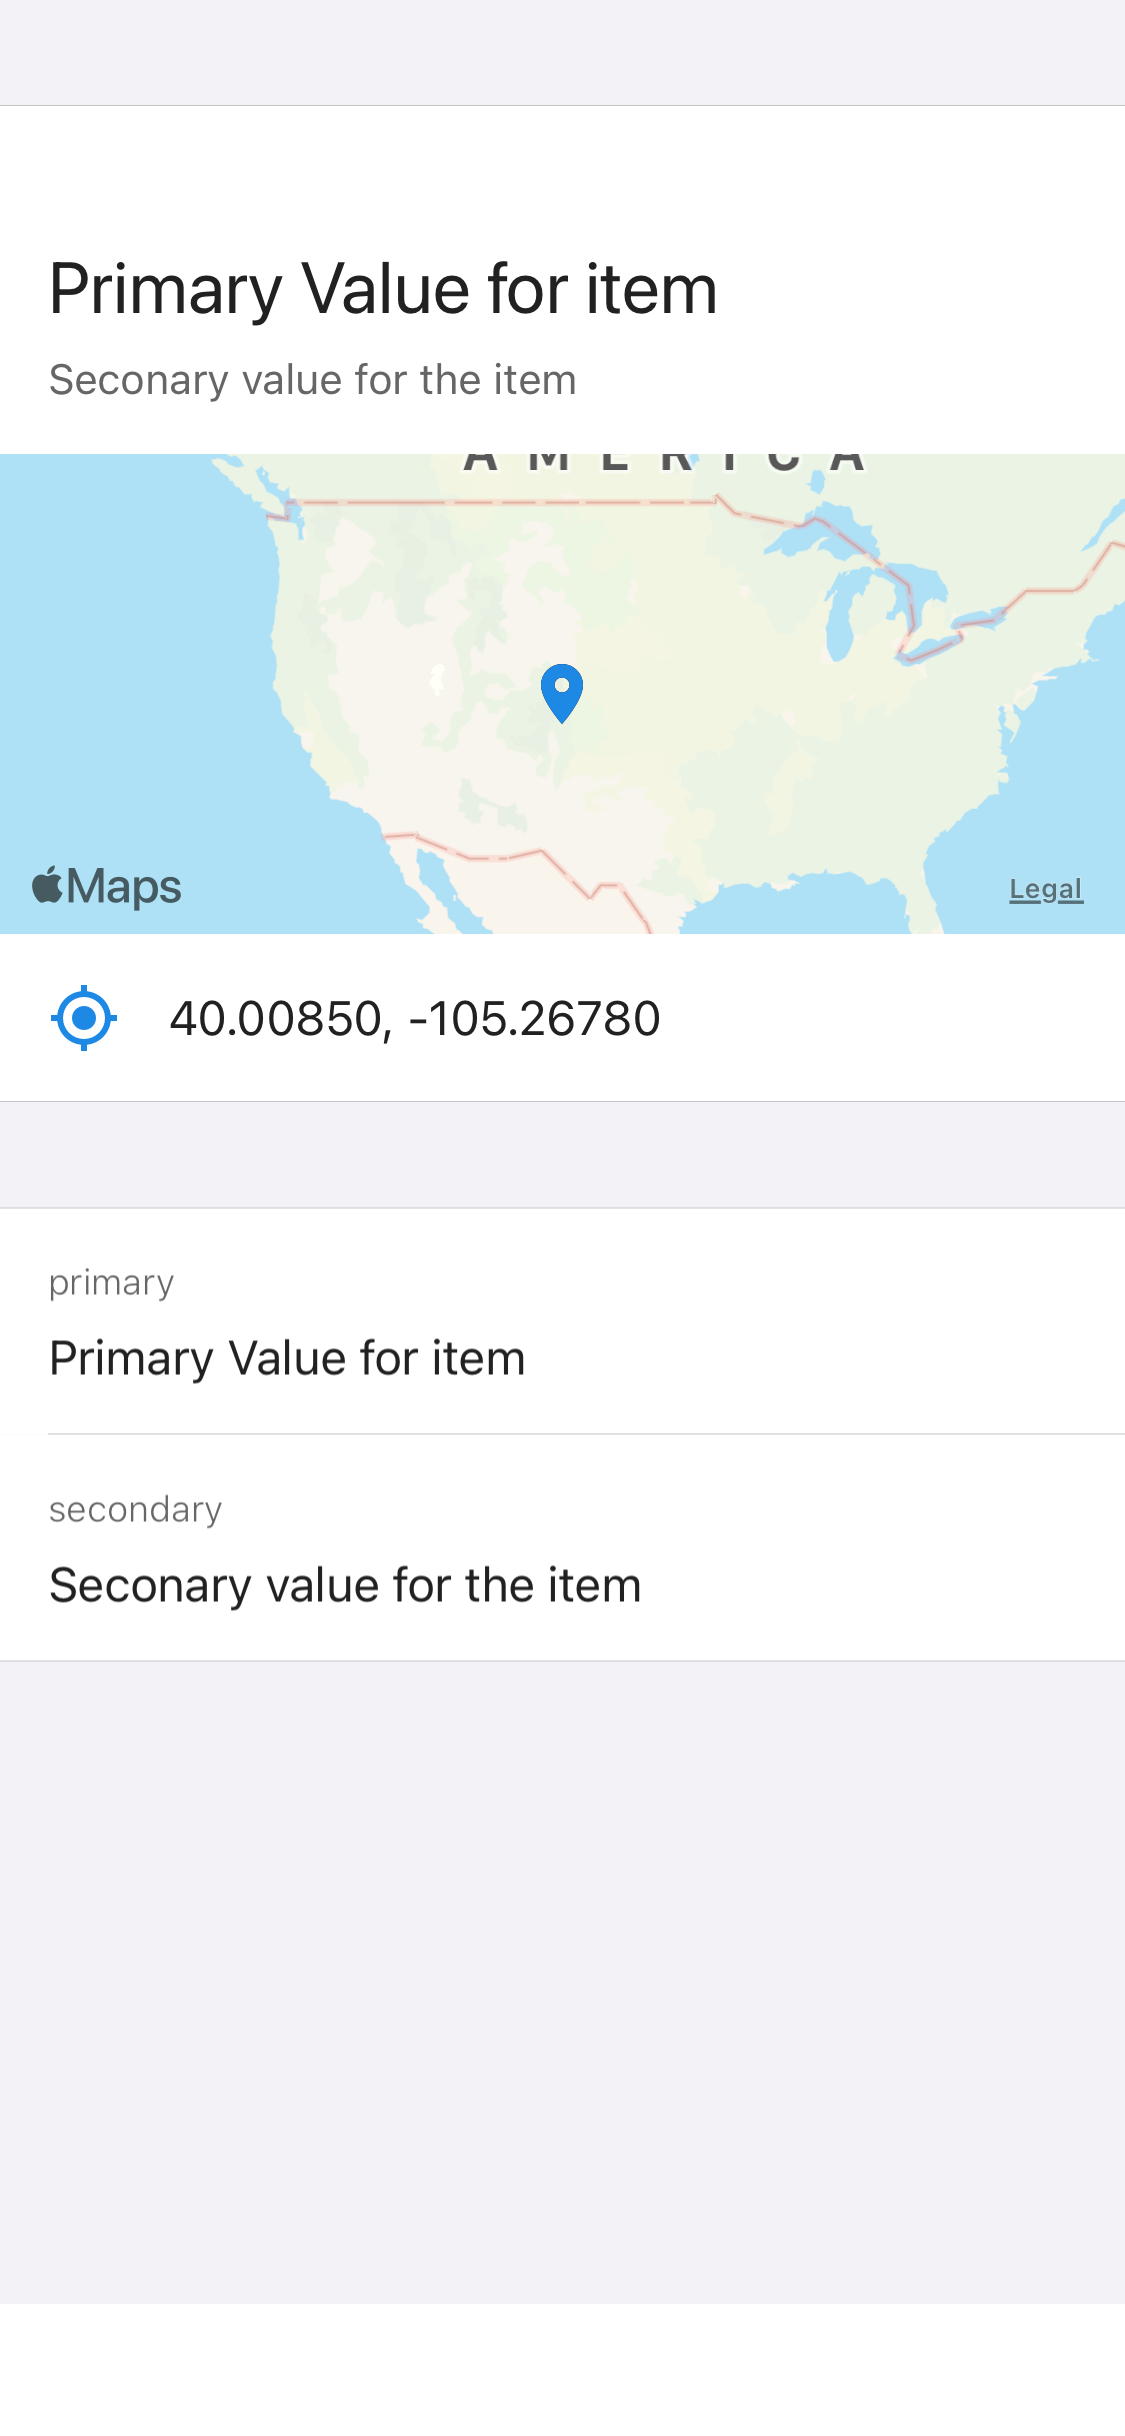 Primary Value for item
Seconary value for the item
AMERICA
Maps
Legal
40.00850, -105.26780
primary
Primary Value for item
secondary
Seconary value for the item